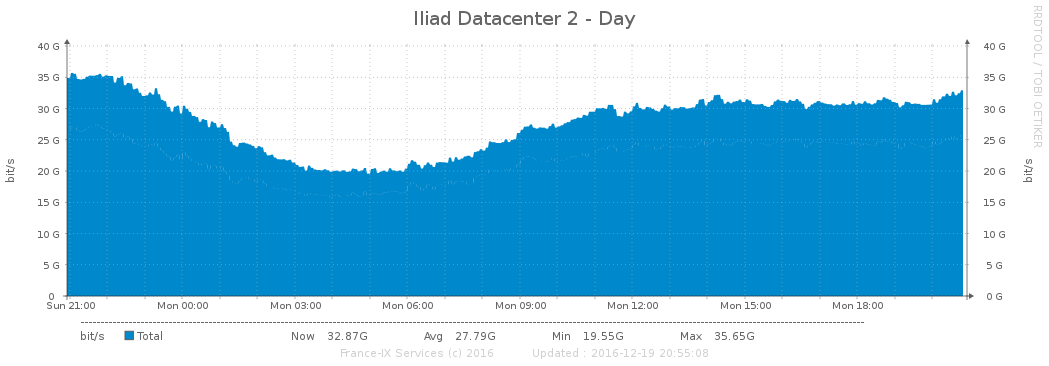 Iliad Datacenter 2 - Day
RRDTOOL / TOBI OETIKER
40 G 40 G
35 G 35 G
30 G 30 G
25 G 25 G
20 G 20 G
15 G 15 G
10 G 10 G
5 G 5 G
0 0 G
bit/s
bit/s
Sun 21:00 Mon 00:00 Mon 03:00 Mon 06:00 Mon 09:00 Mon 12:00 Mon 15:00 Mon 18:00
bit/s Total Now 32.87G Avg 27.79G Min 19.55G Max 35.65G
France-IX Services (c) 2016 Updated : 2016-12-19 20:55:08